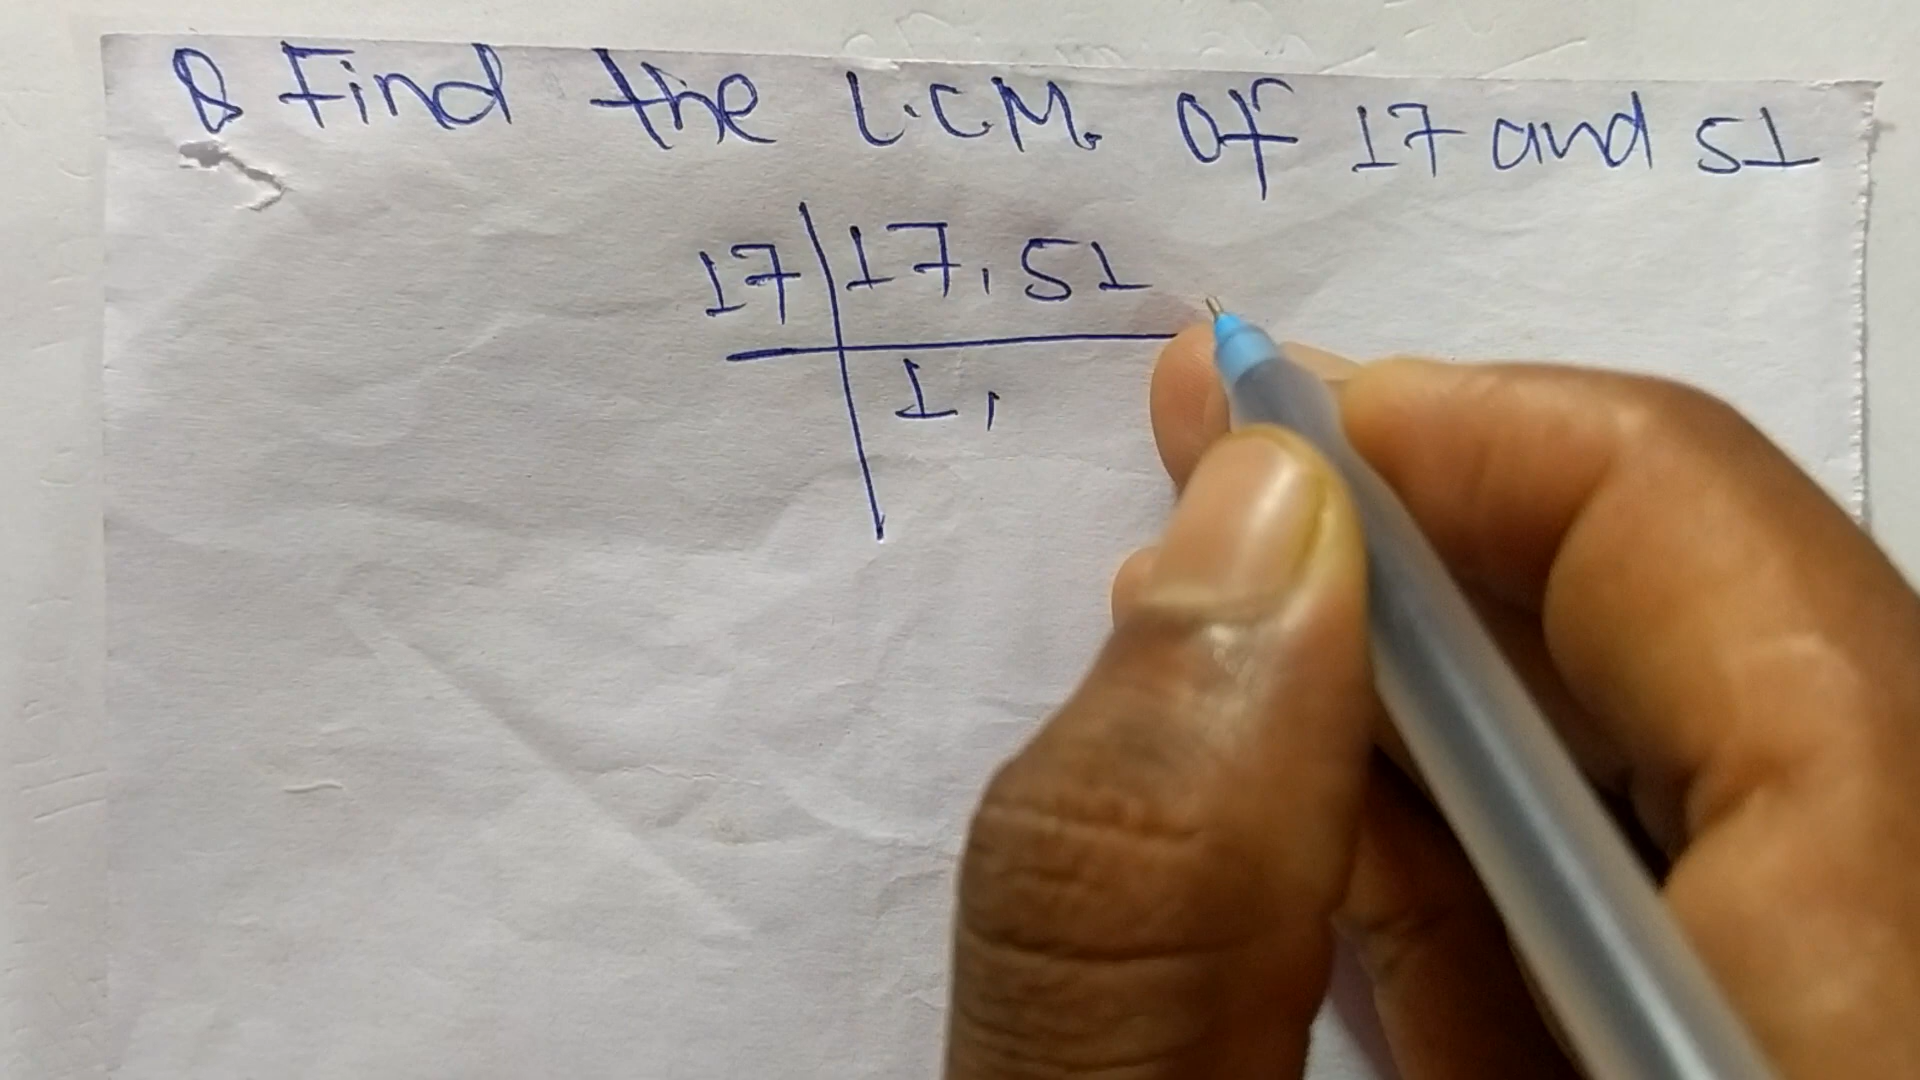 Q Find the L.C.M. Of 17 and 51
17 | 17, 51
1,